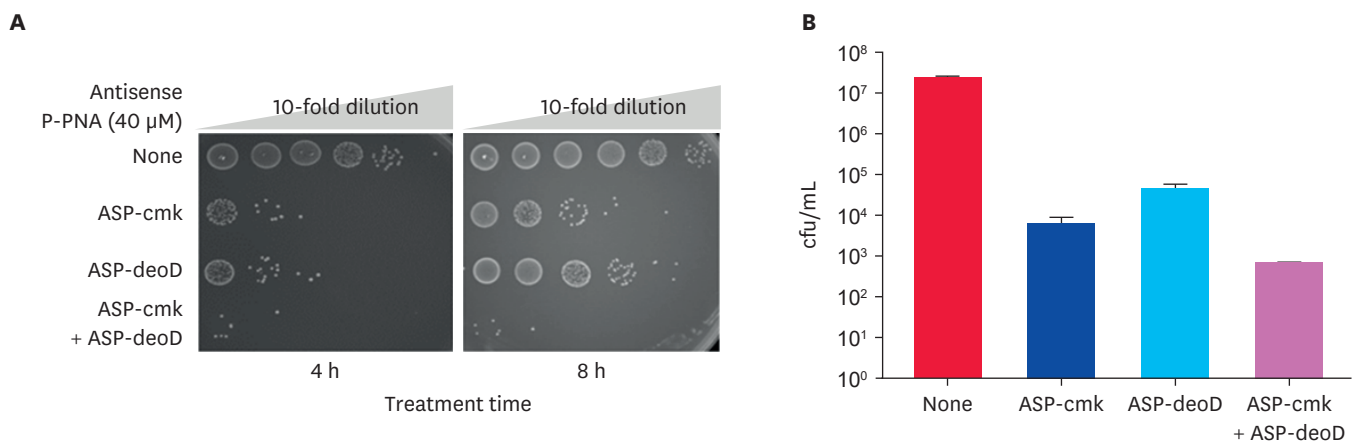 A
Antisense
P-PNA (40 µM)
10-fold dilution
10-fold dilution
None
ASP-cmk
ASP-deoD
ASP-cmk
+ ASP-deoD
4 h
8 h
Treatment time
B
cfu/mL
10⁸
10⁷
10⁶
10⁵
10⁴
10³
10²
10¹
10⁰
None
ASP-cmk
ASP-deoD
ASP-cmk
+ ASP-deoD